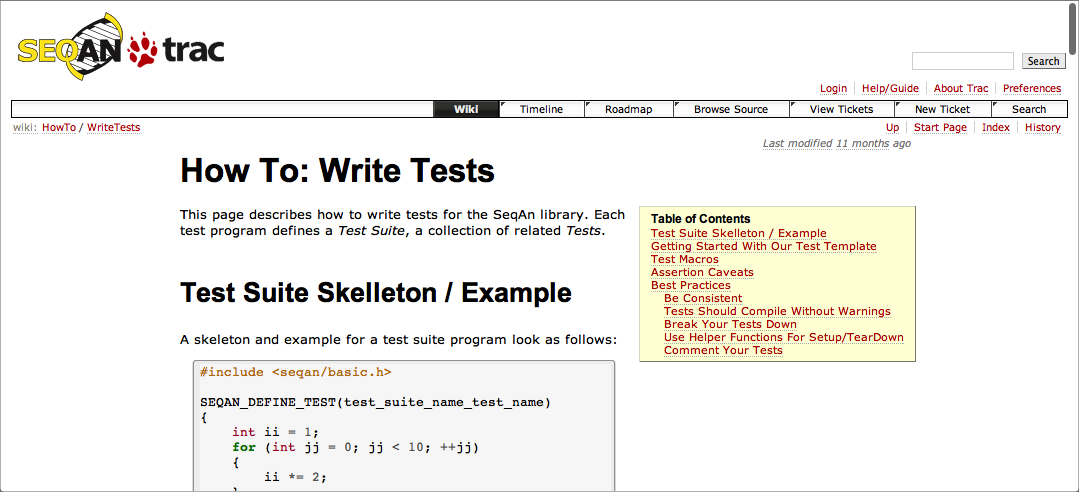 SEQAN trac
Search
Login Help/Guide About Trac Preferences
Wiki Timeline Roadmap Browse Source View Tickets New Ticket Search
wiki: HowTo / WriteTests
Up Start Page Index History
Last modified 11 months ago
How To: Write Tests
This page describes how to write tests for the SeqAn library. Each
test program defines a Test Suite, a collection of related Tests.
Table of Contents
Test Suite Skelleton / Example
Getting Started With Our Test Template
Test Macros
Assertion Caveats
Best Practices
Be Consistent
Tests Should Compile Without Warnings
Break Your Tests Down
Use Helper Functions For Setup/TearDown
Comment Your Tests
Test Suite Skelleton / Example
A skeleton and example for a test suite program look as follows:
#include <seqan/basic.h>
SEQAN_DEFINE_TEST(test_suite_name_test_name)
{
int ii = 1;
for (int jj = 0; jj < 10; ++jj)
{
ii *= 2;
}